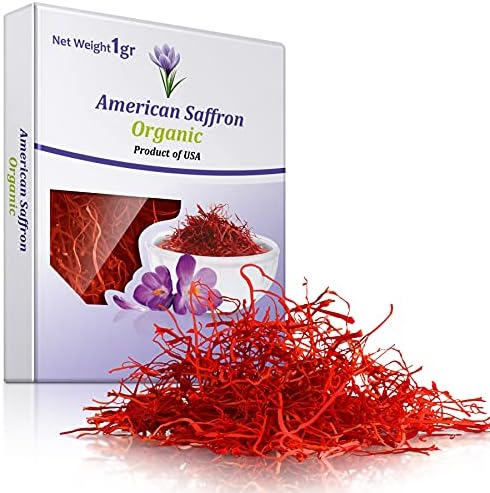 Net Weight 1gr
American Saffron
Organic
Product of USA
American Saffron
Organic